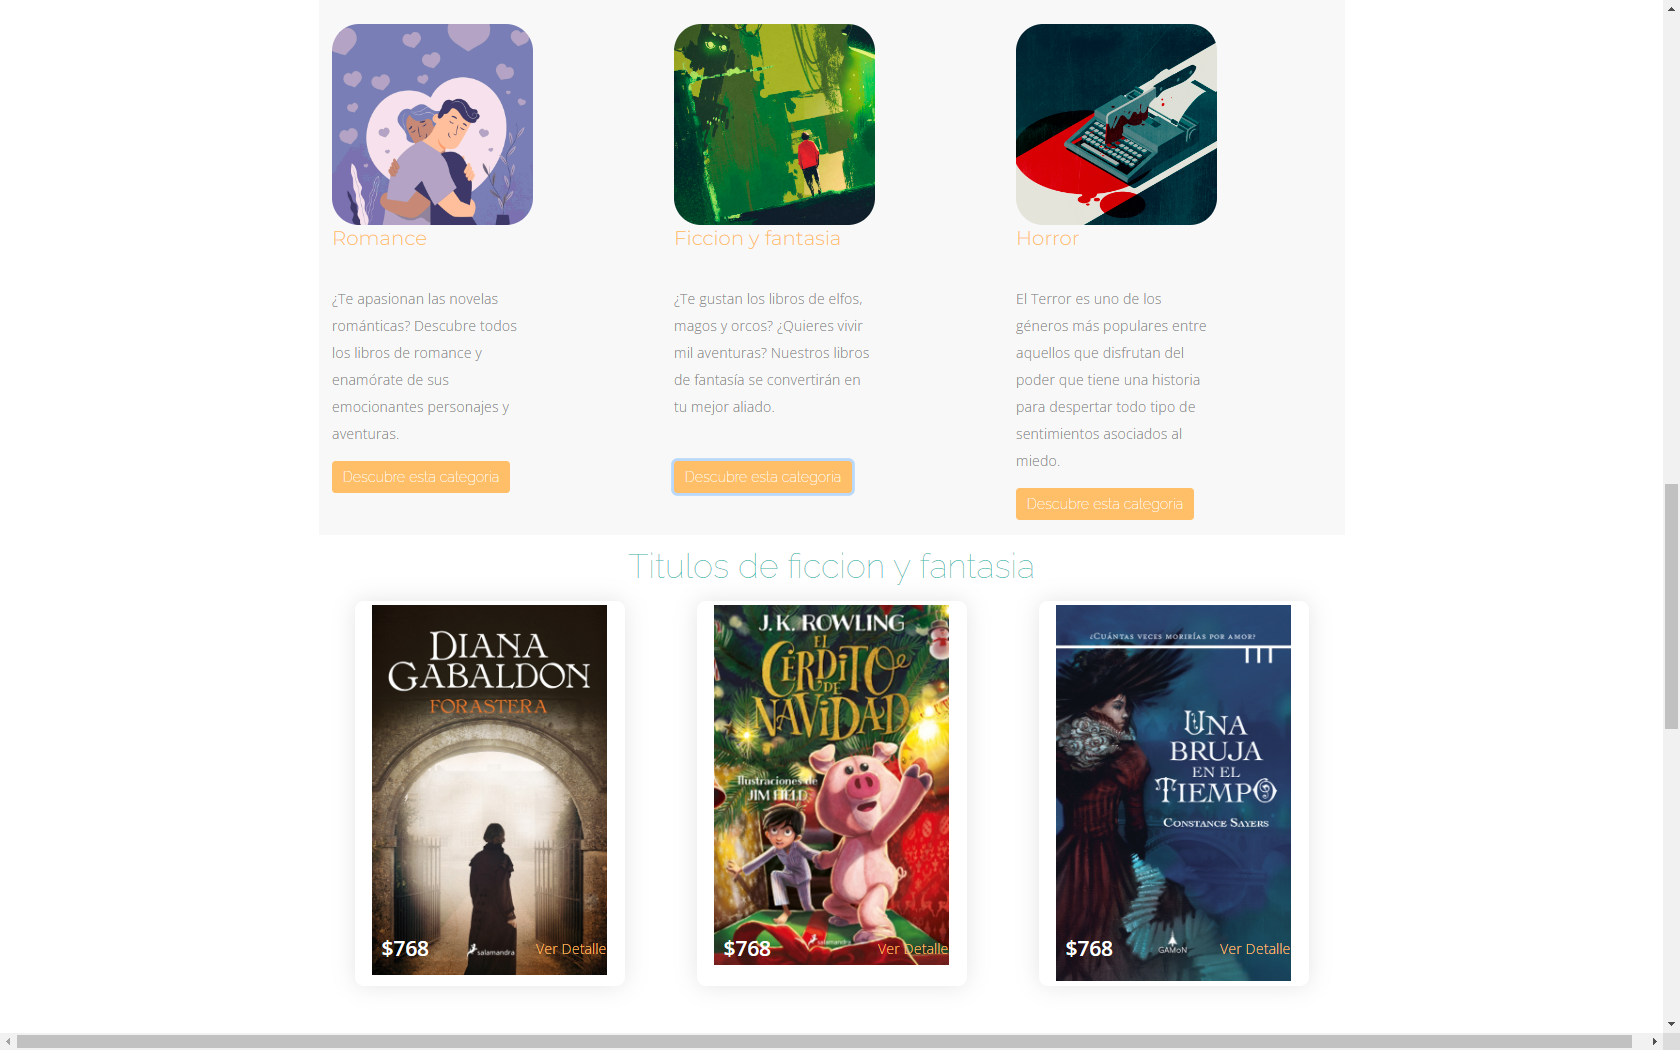 Romance
¿Te apasionan las novelas
románticas? Descubre todos
los libros de romance y
enamórate de sus
emocionantes personajes y
aventuras.
Descubre esta categoria
Ficcion y fantasia
¿Te gustan los libros de elfos,
magos y orcos? ¿Quieres vivir
mil aventuras? Nuestros libros
de fantasía se convertirán en
tu mejor aliado.
Descubre esta categoria
Horror
El Terror es uno de los
géneros más populares entre
aquellos que disfrutan del
poder que tiene una historia
para despertar todo tipo de
sentimientos asociados al
miedo.
Descubre esta categoria
Titulos de ficcion y fantasia
DIANA
GABALDON
FORASTERA
$768
salamandra
Ver Detalle
J.K. ROWLING
EL
CERDITO
DE
NAVIDAD
Ilustraciones de
JIM FIELD
$768
salamandra
Ver Detalle
¿CUÁNTAS VECES MORIRÍAS POR AMOR?
UNA
BRUJA
EN EL
TIEMPO
CONSTANCE SAYERS
$768
GAMON
Ver Detalle